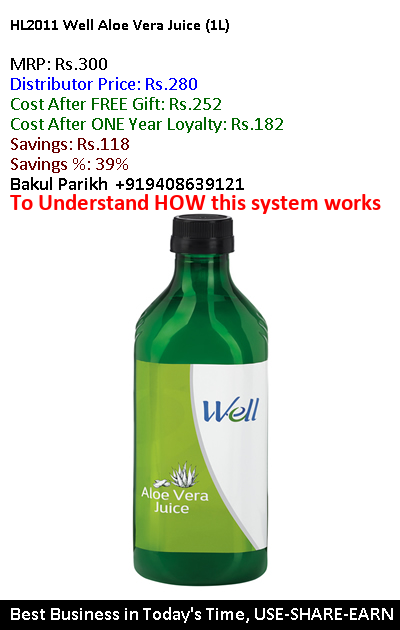 HL2011 Well Aloe Vera Juice (1L)
MRP: Rs.300
Distributor Price: Rs.280
Cost After FREE Gift: Rs.252
Cost After ONE Year Loyalty: Rs.182
Savings: Rs.118
Savings %: 39%
Bakul Parikh +919408639121
To Understand HOW this system works
Well
Aloe Vera
Juice
Best Business in Today's Time, USE-SHARE-EARN